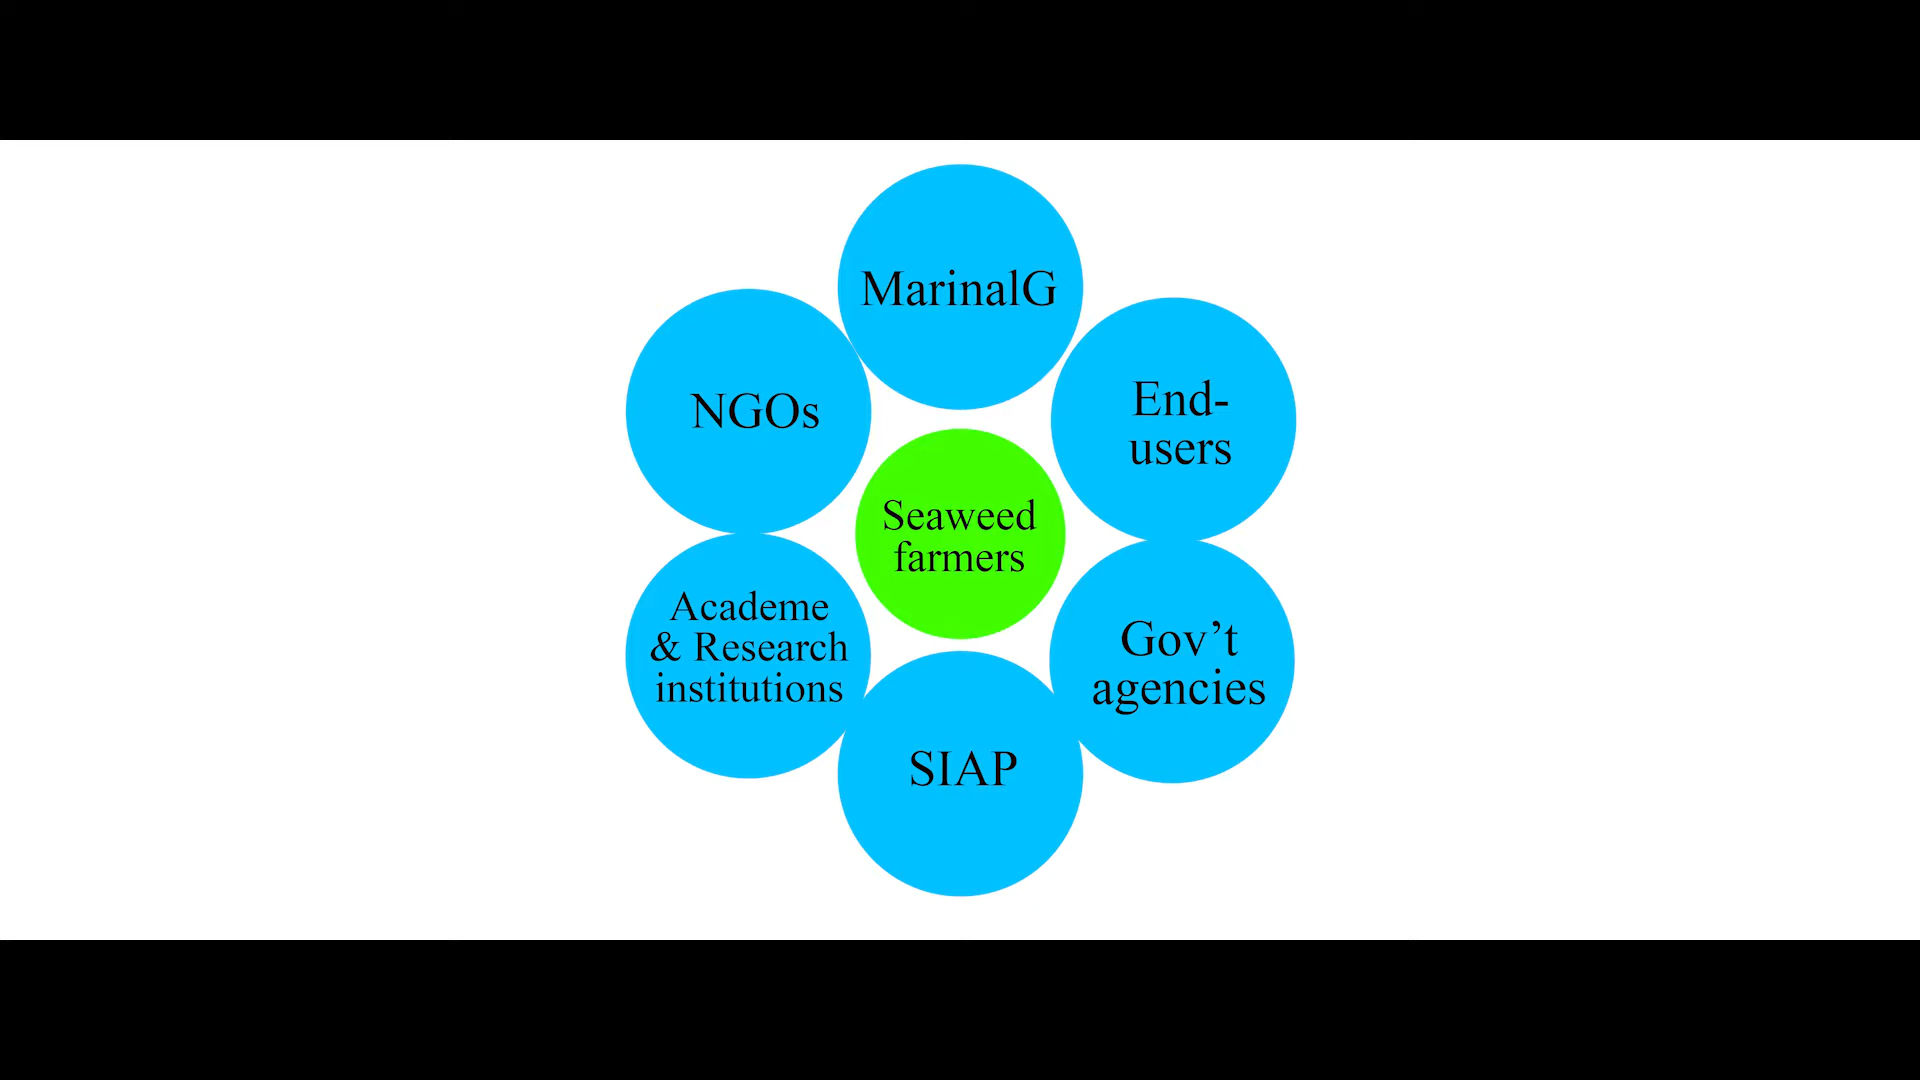 MarinalG
NGOs
End-
users
Seaweed
farmers
Academe
& Research
institutions
Gov’t
agencies
SIAP